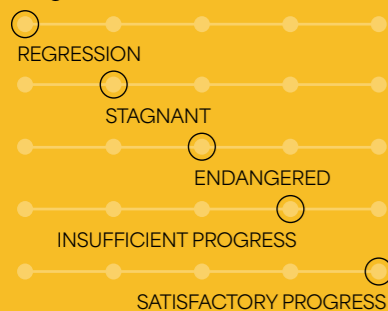 REGRESSION
STAGNANT
ENDANGERED
INSUFFICIENT PROGRESS
SATISFACTORY PROGRESS